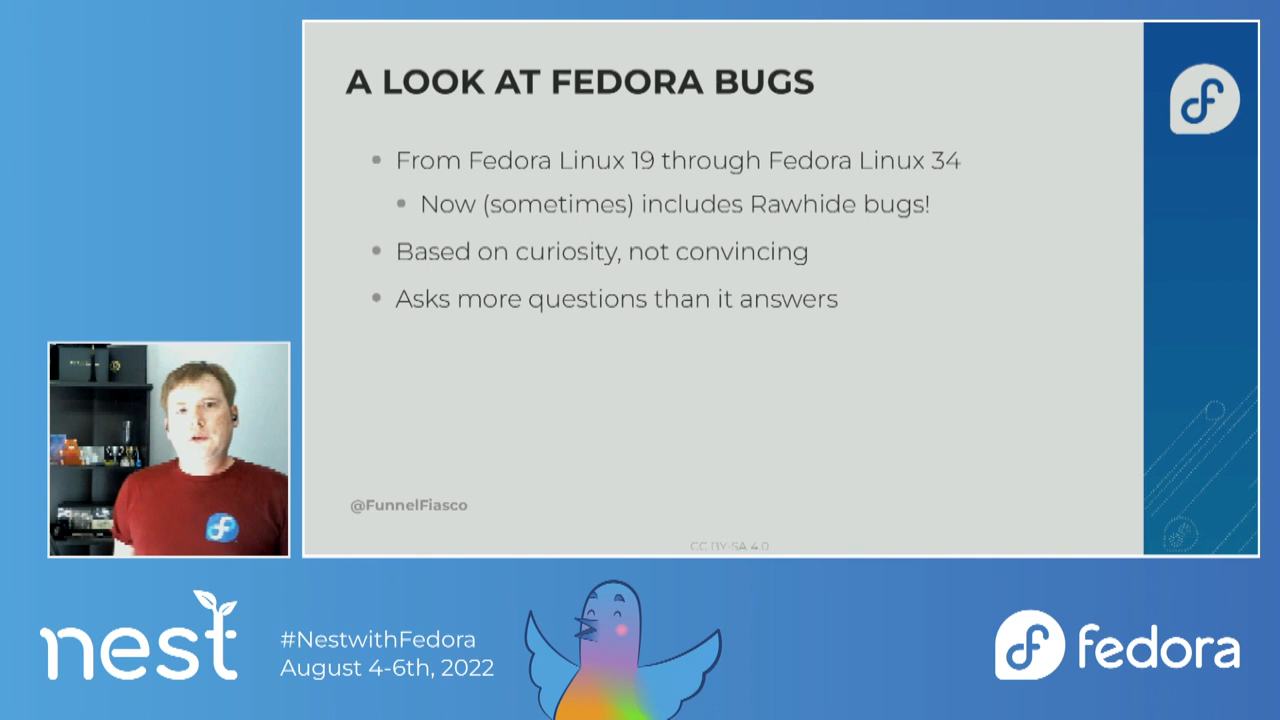 A LOOK AT FEDORA BUGS
From Fedora Linux 19 through Fedora Linux 34
Now (sometimes) includes Rawhide bugs!
Based on curiosity, not convincing
Asks more questions than it answers
@FunnelFiasco
CC BY-SA 4.0
nest
#NestwithFedora
August 4-6th, 2022
fedora